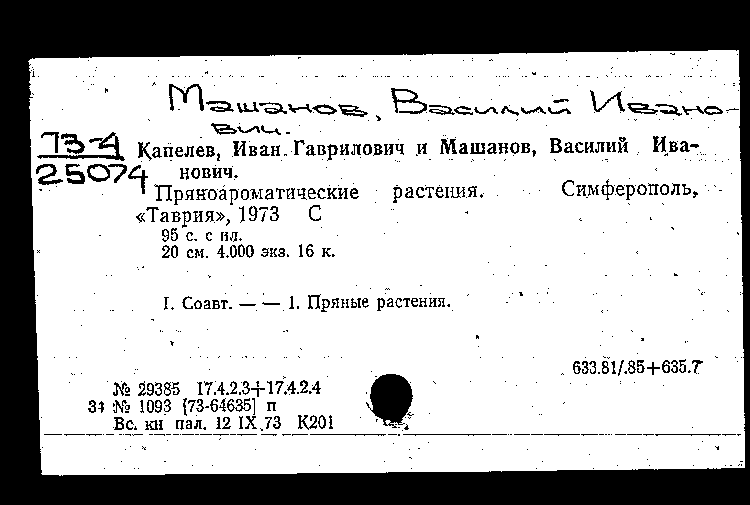 Машанов, Василий Ивано-
вич.
73-4
25074
Капелев, Иван Гаврилович и Машанов, Василий Ива-
нович.
Пряноароматические растения. Симферополь,
«Таврия», 1973 С
95 с. с ил.
20 см. 4.000 экз. 16 к.
I. Соавт. — — 1. Пряные растения.
633.81/.85+635.7
№ 29385 17.4.2.3+17.4.2.4
№ 1093 [73-64635] п
Вс. кн пал. 12 IX 73 К201